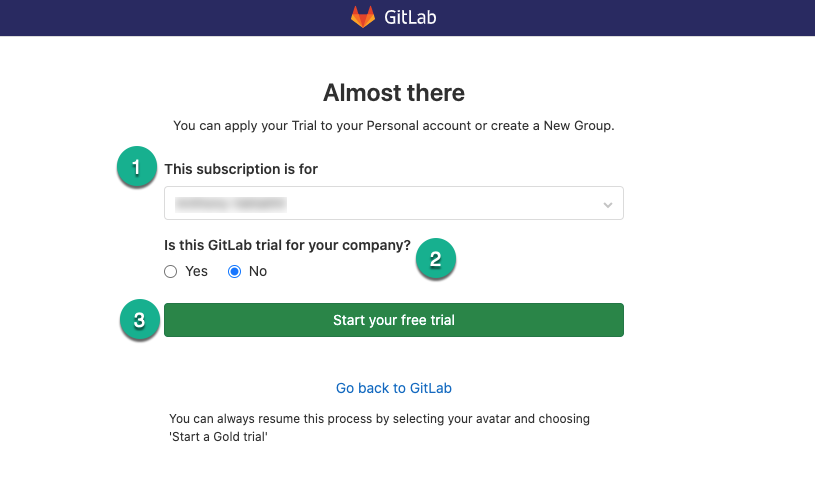 GitLab
Almost there
You can apply your Trial to your Personal account or create a New Group.
1
This subscription is for
Is this GitLab trial for your company?
2
Yes
No
3
Start your free trial
Go back to GitLab
You can always resume this process by selecting your avatar and choosing
'Start a Gold trial'